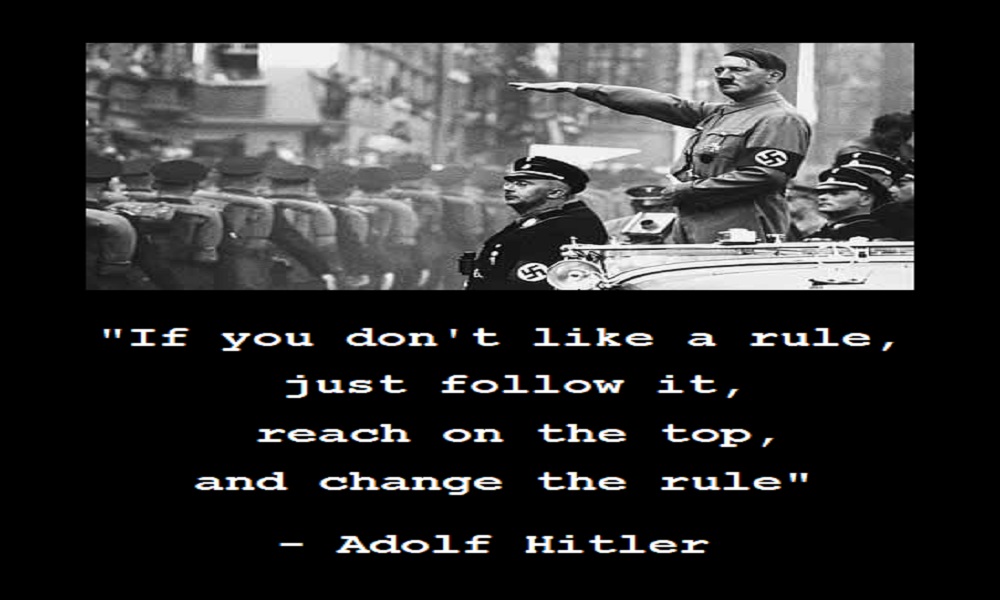 "If you don't like a rule,
just follow it,
reach on the top,
and change the rule"
- Adolf Hitler